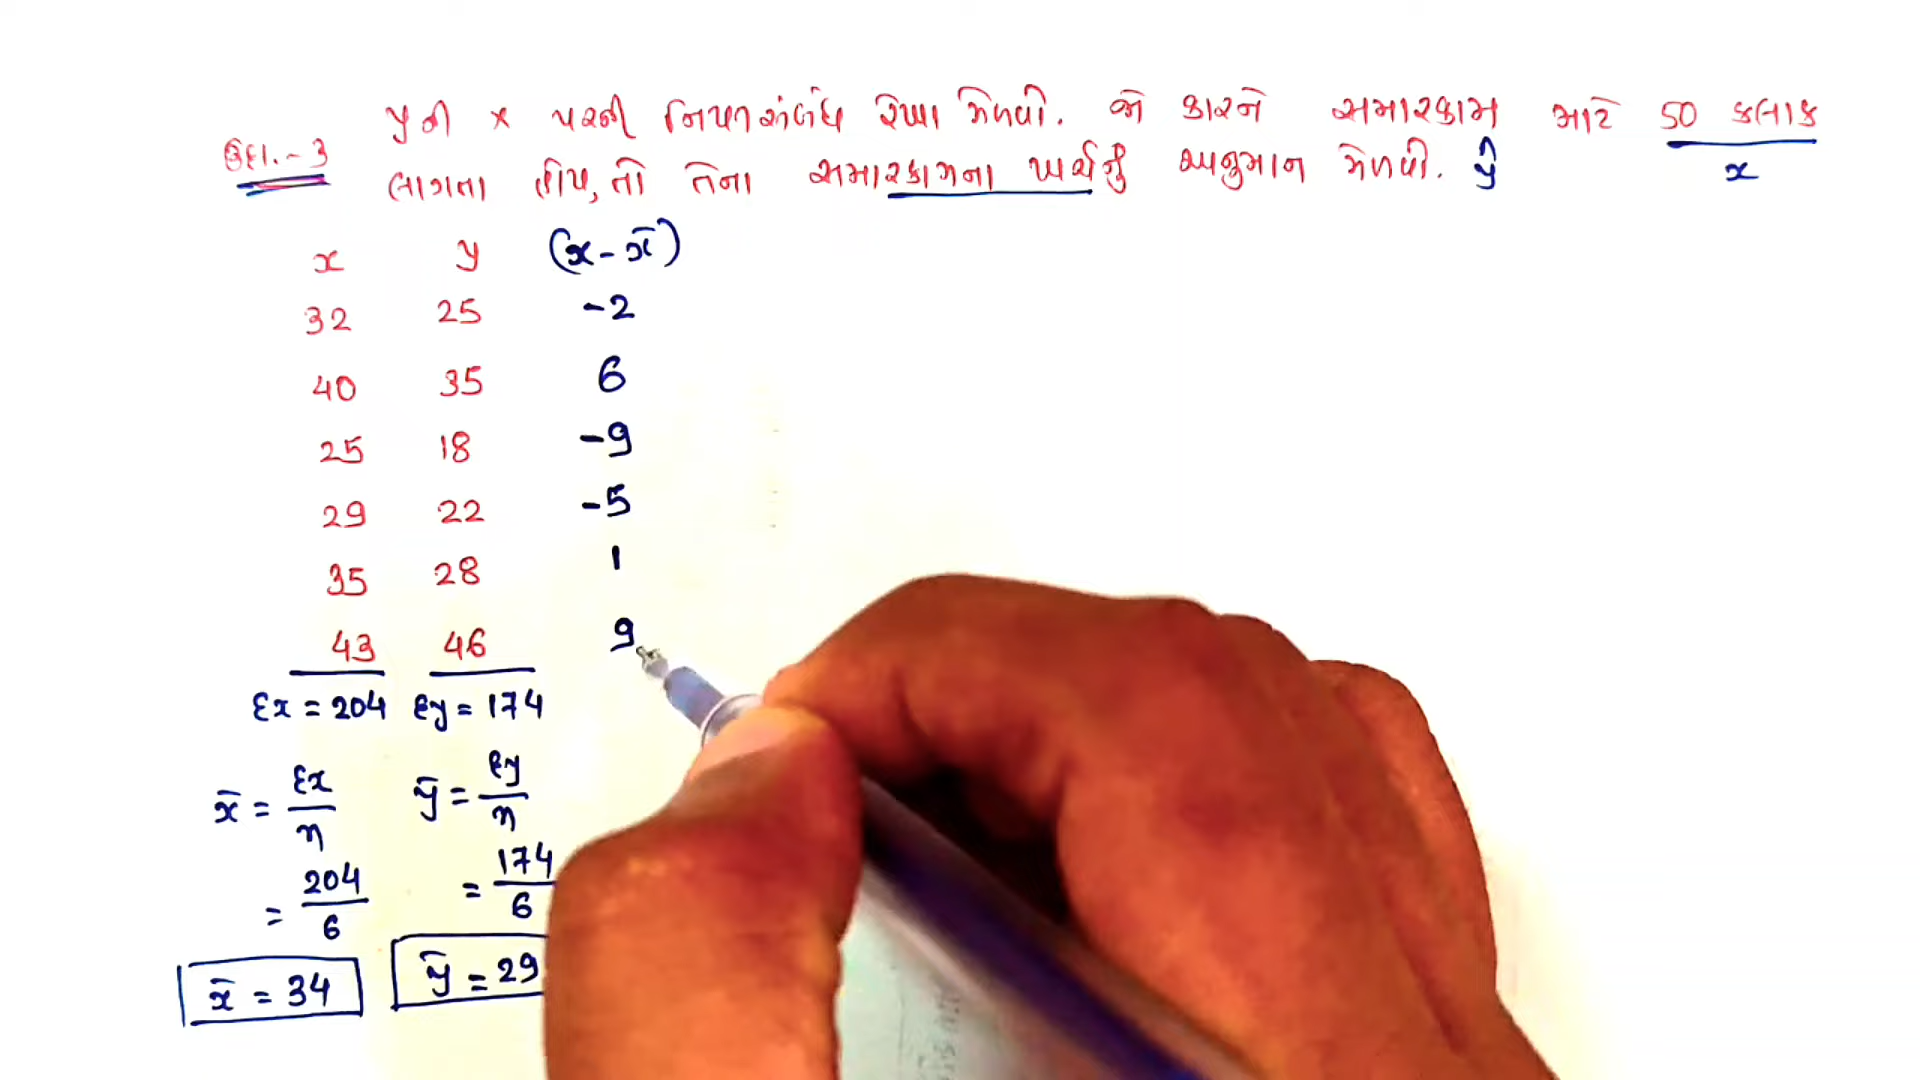 ઉદા.-3 y ની x પરની નિયતસંબંધ રેખા મેળવો. જો કારને સમારકામ માટે 50 કલાક
લાગતા હોય, તો તેના સમારકામના ખર્ચનું અનુમાન મેળવો. ŷ x
x y (x - x̄)
32 25 -2
40 35 6
25 18 -9
29 22 -5
35 28 1
43 46 9
Σx = 204 Σy = 174
x̄ = Σx/n ȳ = Σy/n
= 204/6 = 174/6
x̄ = 34 ȳ = 29